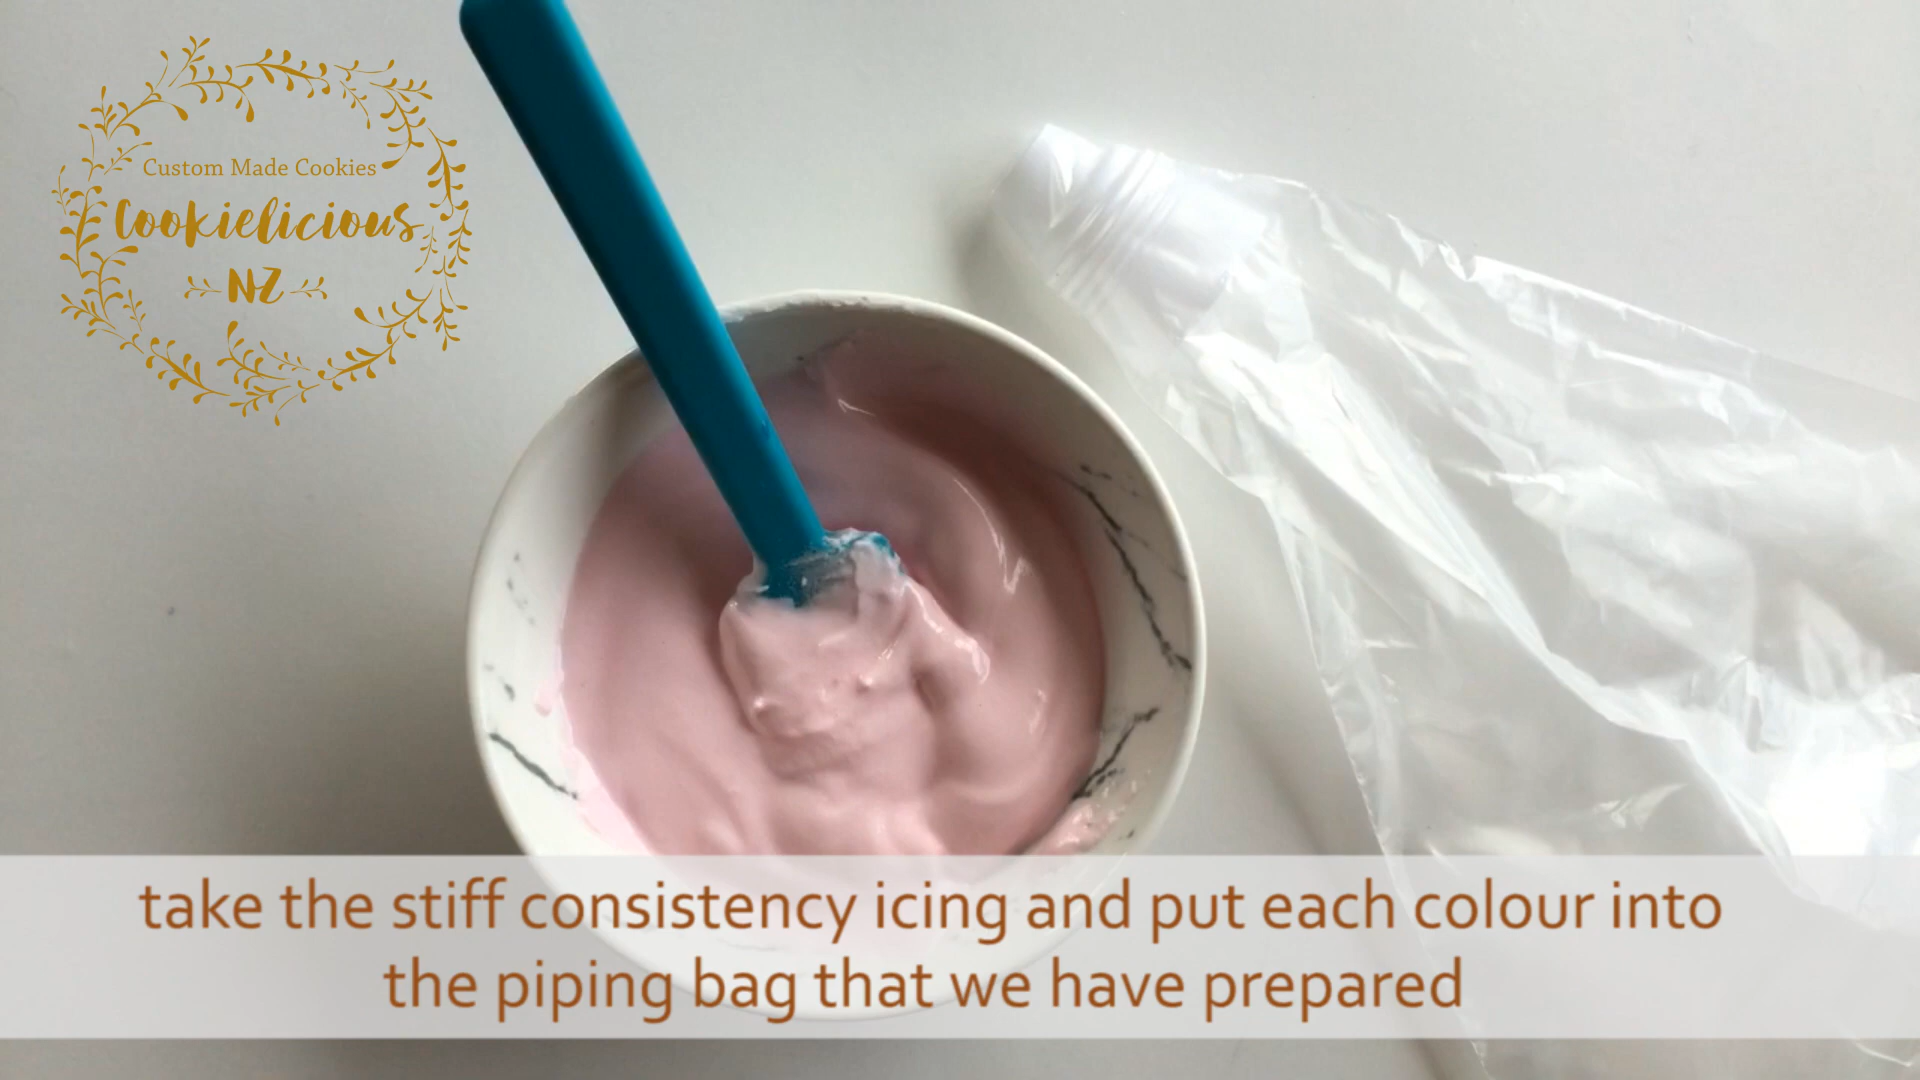 Custom Made Cookies
Cookielicious
NZ
take the stiff consistency icing and put each colour into
the piping bag that we have prepared